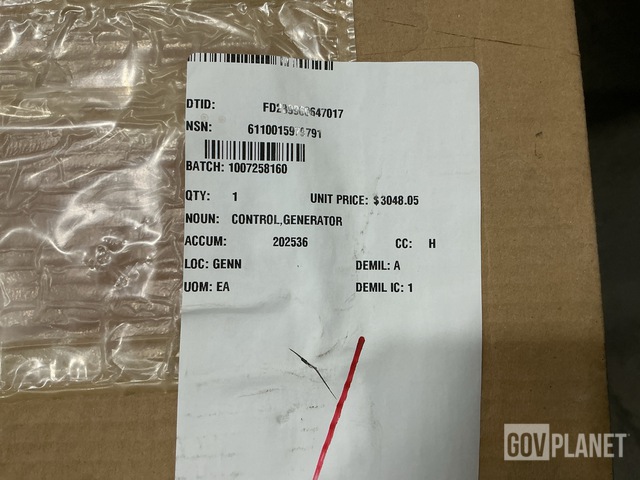 DTID:
NSN:
BATCH: 1007258160
QTY: 1 UNIT PRICE: $3048.05
NOUN: CONTROL,GENERATOR
ACCUM: 202536 CC: H
LOC: GENN DEMIL: A
UOM: EA DEMIL IC: 1
GOVPLANET